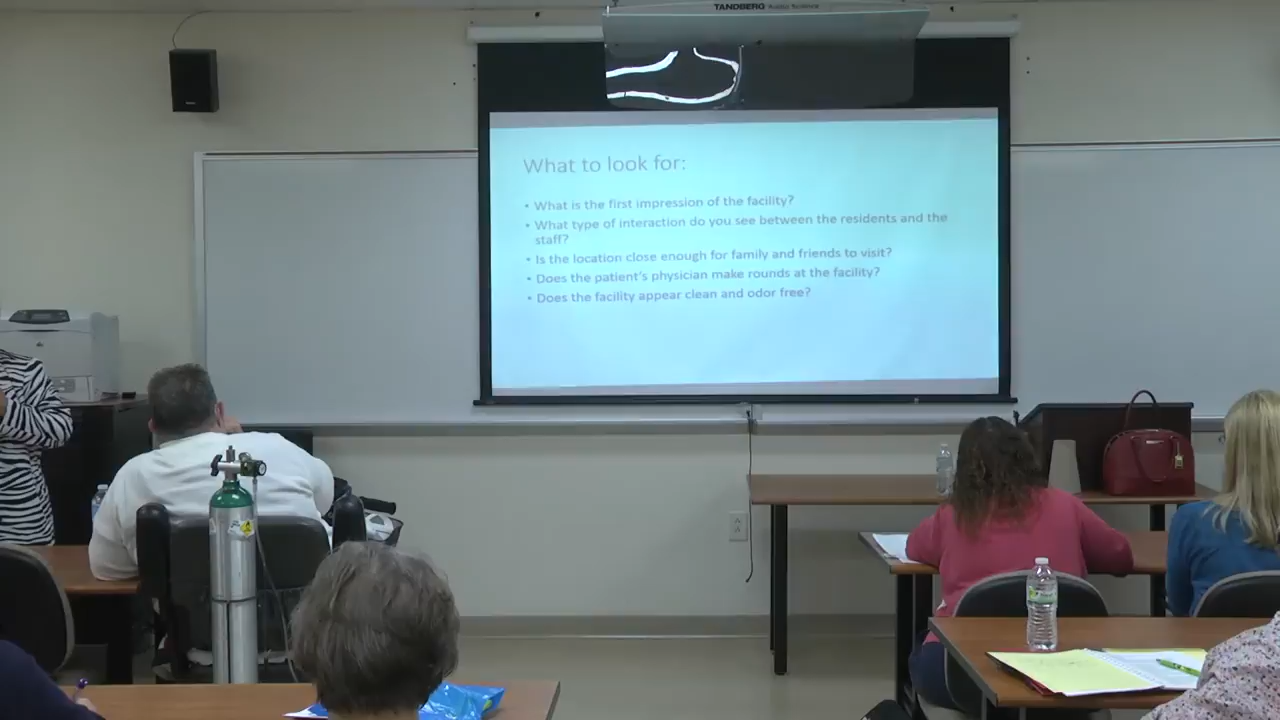 TANDBERG
What to look for:
• What is the first impression of the facility?
• What type of interaction do you see between the residents and the
staff?
• Is the location close enough for family and friends to visit?
• Does the patient's physician make rounds at the facility?
• Does the facility appear clean and odor free?